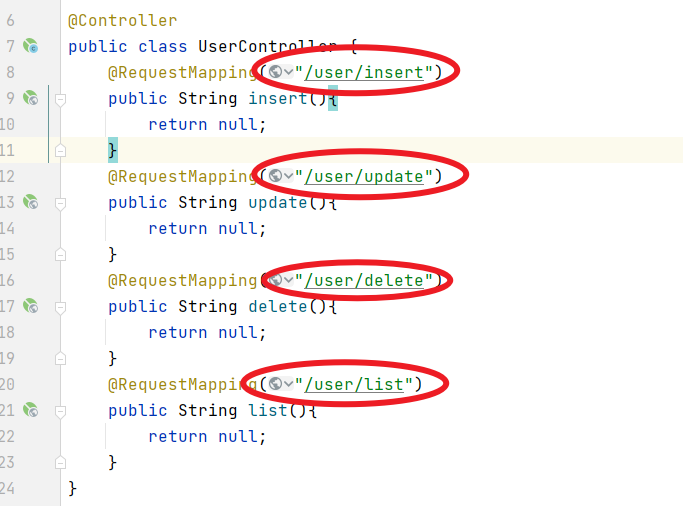 6 @Controller
7 public class UserController {
8 @RequestMapping("/user/insert")
9 public String insert(){
10 return null;
11 }
12 @RequestMapping("/user/update")
13 public String update(){
14 return null;
15 }
16 @RequestMapping("/user/delete")
17 public String delete(){
18 return null;
19 }
20 @RequestMapping("/user/list")
21 public String list(){
22 return null;
23 }
24 }